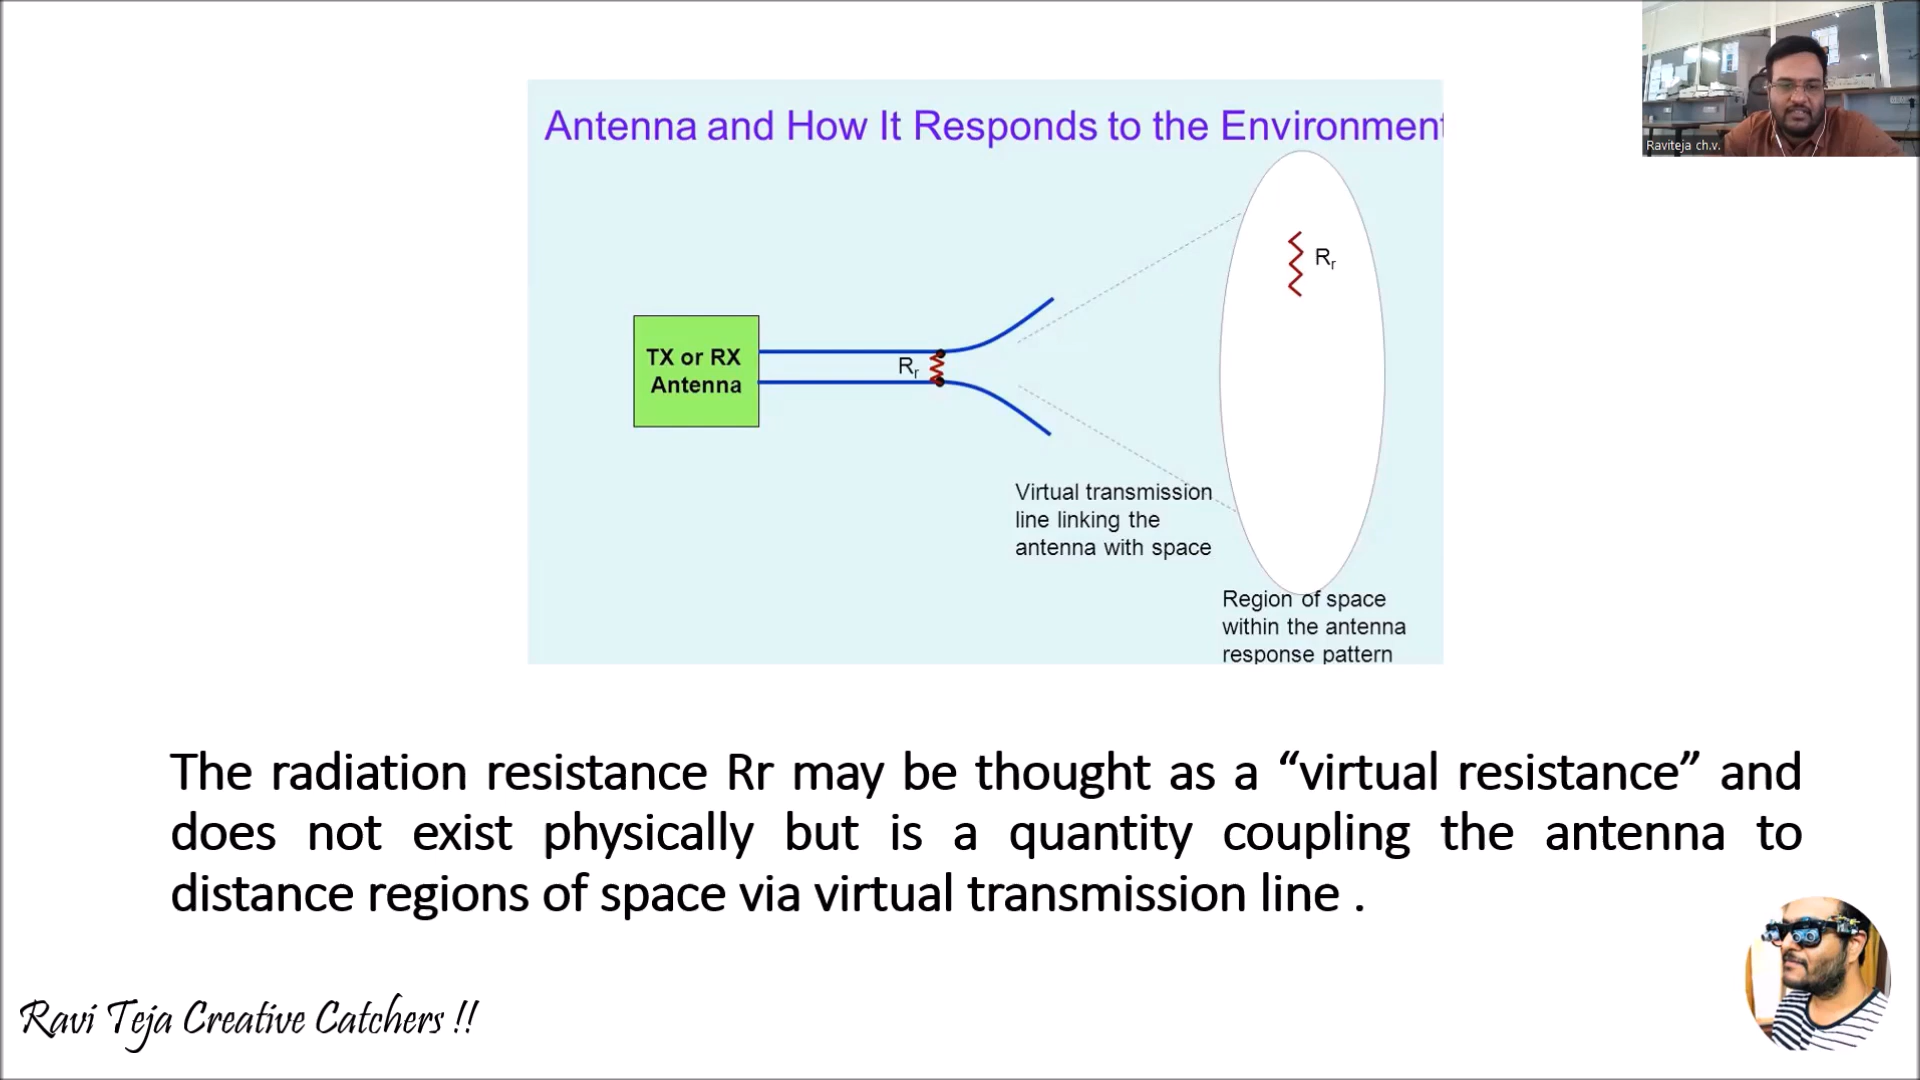 Antenna and How It Responds to the Environment
Raviteja ch.v.
R_r
TX or RX
Antenna
R_r
Virtual transmission
line linking the
antenna with space
Region of space
within the antenna
response pattern
The radiation resistance Rr may be thought as a “virtual resistance” and
does not exist physically but is a quantity coupling the antenna to
distance regions of space via virtual transmission line .
Ravi Teja Creative Catchers !!